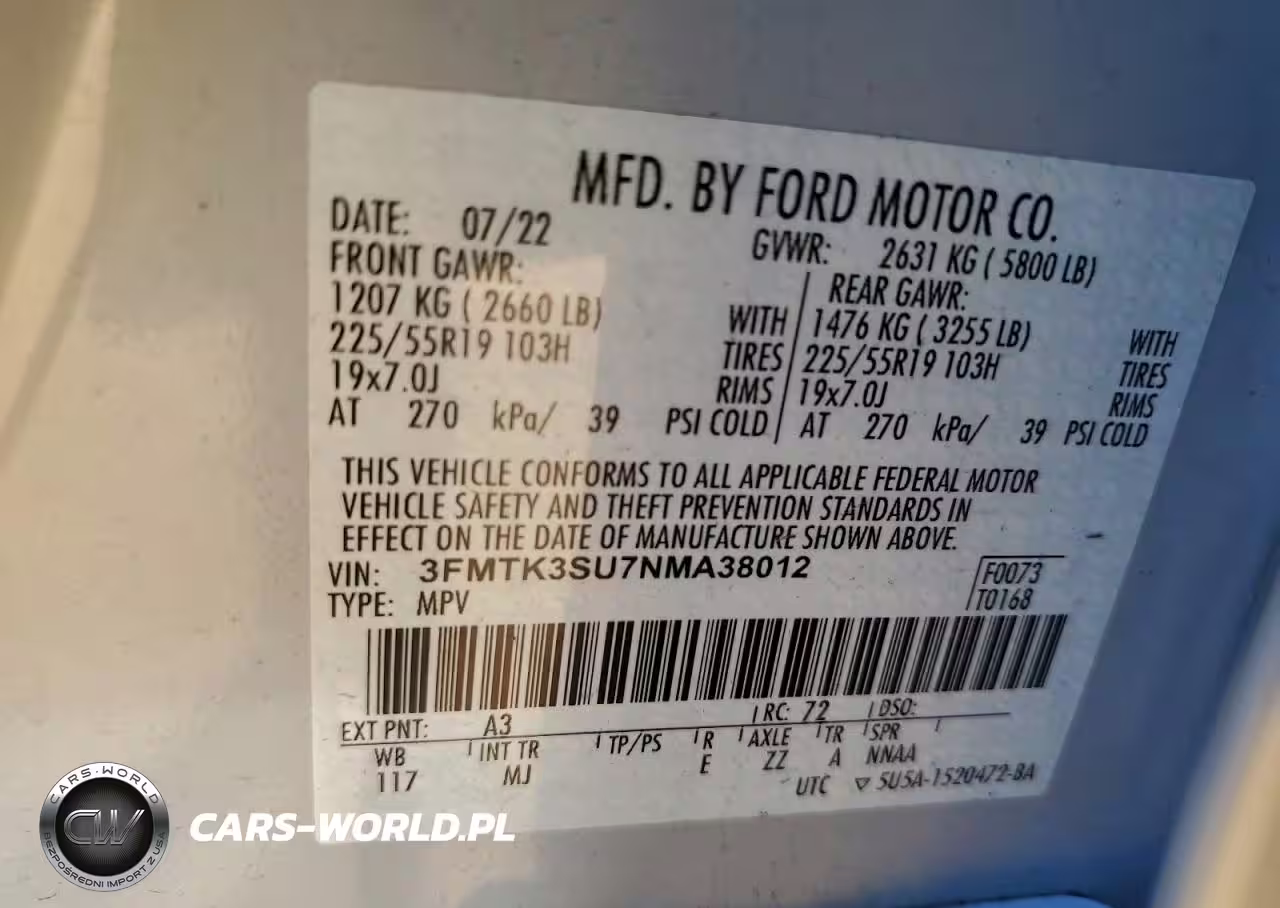 MFD. BY FORD MOTOR CO.
DATE: 07/22 GVWR: 2631 KG ( 5800 LB)
FRONT GAWR: REAR GAWR:
1207 KG ( 2660 LB) WITH 1476 KG ( 3255 LB) WITH
225/55R19 103H TIRES 225/55R19 103H TIRES
19x7.0J RIMS 19x7.0J RIMS
AT 270 kPa/ 39 PSI COLD AT 270 kPa/ 39 PSI COLD
THIS VEHICLE CONFORMS TO ALL APPLICABLE FEDERAL MOTOR
VEHICLE SAFETY AND THEFT PREVENTION STANDARDS IN
EFFECT ON THE DATE OF MANUFACTURE SHOWN ABOVE.
VIN: 3FMTK3SU7NMA38012 F0073
TYPE: MPV T0168
EXT PNT: A3 RC: 72 DSO:
WB INT TR TP/PS R AXLE TR SPR
117 MJ E ZZ A NNAA
UTC ▽ 5U5A-1520472-BA
CARS-WORLD
CW
BEZPOŚREDNI IMPORT Z USA
CARS-WORLD.PL